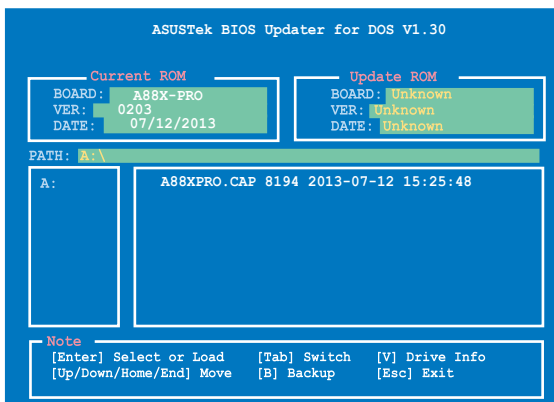 ASUSTek BIOS Updater for DOS V1.30
Current ROM
BOARD: A88X-PRO
VER: 0203
DATE: 07/12/2013
Update ROM
BOARD: Unknown
VER: Unknown
DATE: Unknown
PATH: A:\
A:
A88XPRO.CAP 8194 2013-07-12 15:25:48
Note
[Enter] Select or Load [Tab] Switch [V] Drive Info
[Up/Down/Home/End] Move [B] Backup [Esc] Exit